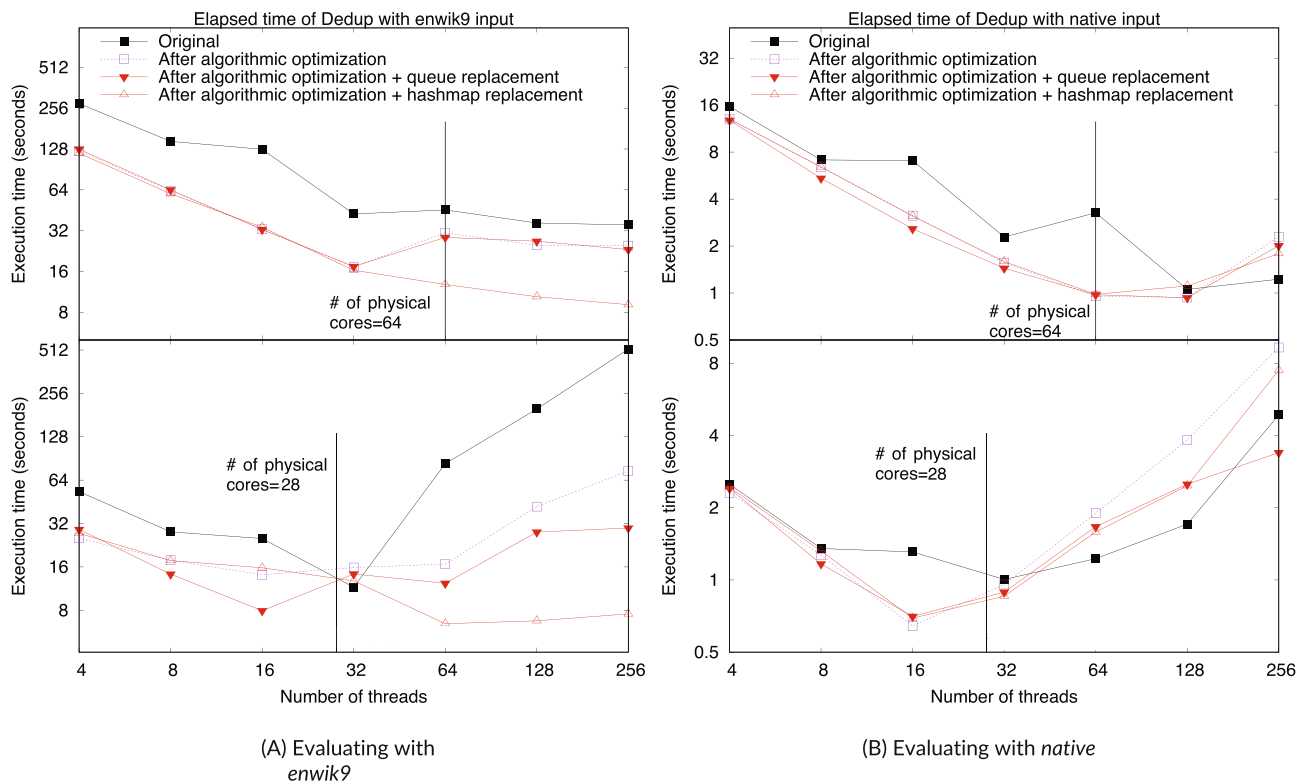 Elapsed time of Dedup with enwik9 input
Original
After algorithmic optimization
After algorithmic optimization + queue replacement
After algorithmic optimization + hashmap replacement
Execution time (seconds)
512
256
128
64
32
16
8
# of physical
cores=64
Execution time (seconds)
512
256
128
64
32
16
8
# of physical
cores=28
4 8 16 32 64 128 256
Number of threads
(A) Evaluating with
enwik9
Elapsed time of Dedup with native input
Original
After algorithmic optimization
After algorithmic optimization + queue replacement
After algorithmic optimization + hashmap replacement
Execution time (seconds)
32
16
8
4
2
1
0.5
# of physical
cores=64
Execution time (seconds)
8
4
2
1
0.5
# of physical
cores=28
4 8 16 32 64 128 256
Number of threads
(B) Evaluating with native